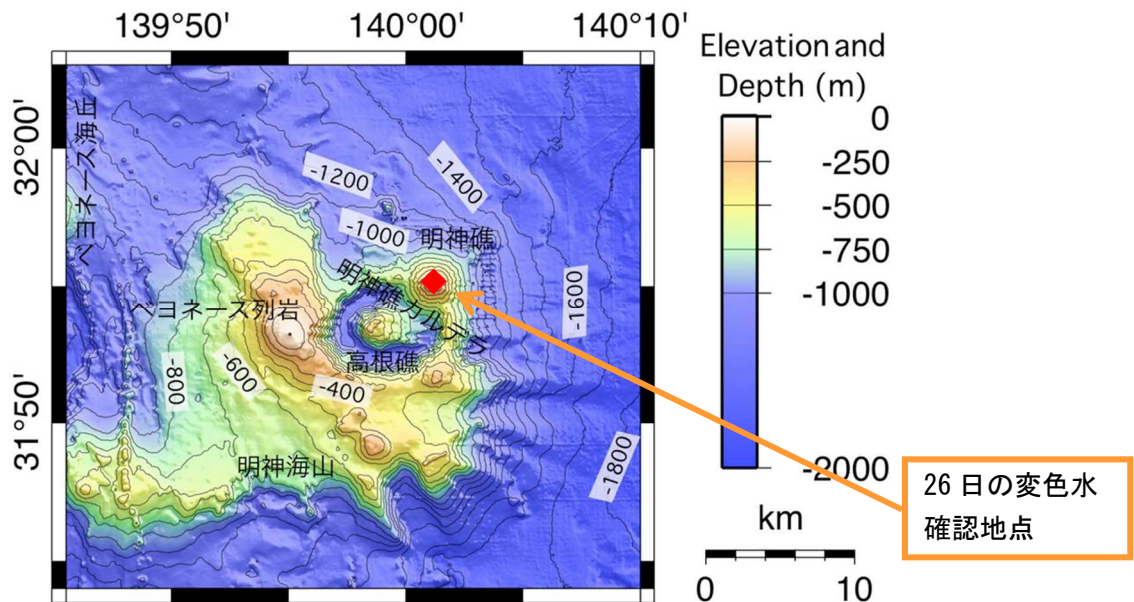 139°50' 140°00' 140°10'
Elevation and
Depth (m)
0
-250
-500
-750
-1000
-2000
32°00'
31°50'
ベヨネース海丘
-1200
-1400
-1000
明神礁
明神礁カルデラ
ベヨネース列岩
-1600
高根礁
-800
-600
-400
明神海山
-1800
26 日の変色水
確認地点
km
0 10